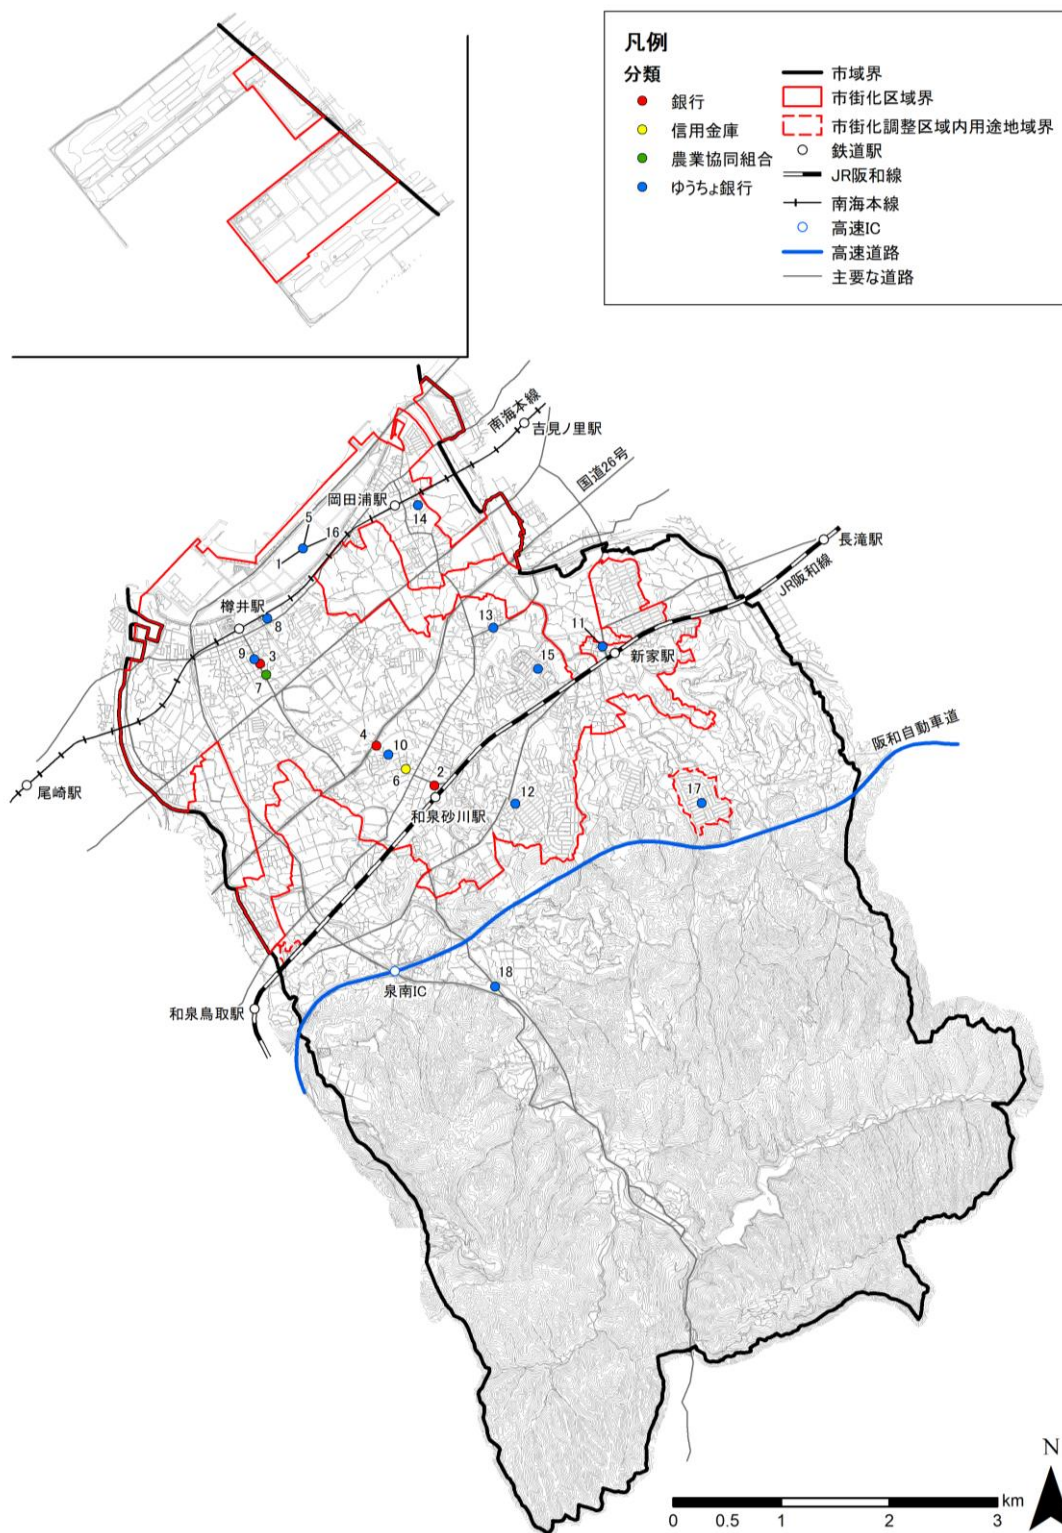 凡例
分類
銀行
信用金庫
農業協同組合
ゆうちょ銀行
市域界
市街化区域界
市街化調整区域内用途地域界
鉄道駅
JR阪和線
南海本線
高速IC
高速道路
主要な道路
南海本線
吉見ノ里駅
国道26号
岡田浦駅
14
5
16
1
長滝駅
JR阪和線
樽井駅
8
13
11
新家駅
9
3
15
7
阪和自動車道
4
10
6
2
尾崎駅
12
17
和泉砂川駅
18
泉南IC
和泉鳥取駅
N
km
0 0.5 1 2 3